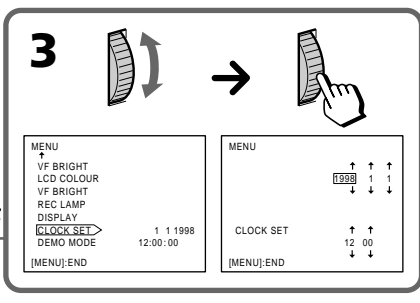 3
MENU
VF BRIGHT
LCD COLOUR
VF BRIGHT
REC LAMP
DISPLAY
CLOCK SET 1 1 1998
DEMO MODE 12:00:00
[MENU]:END
MENU
1998 1 1
CLOCK SET
12 00
[MENU]:END